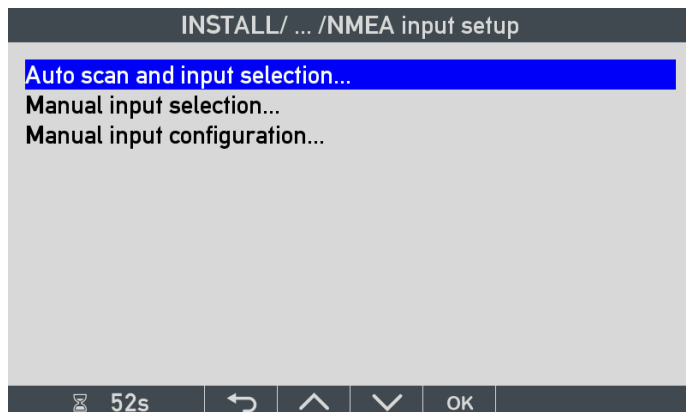 INSTALL/ ... /NMEA input setup
Auto scan and input selection...
Manual input selection...
Manual input configuration...
52s OK